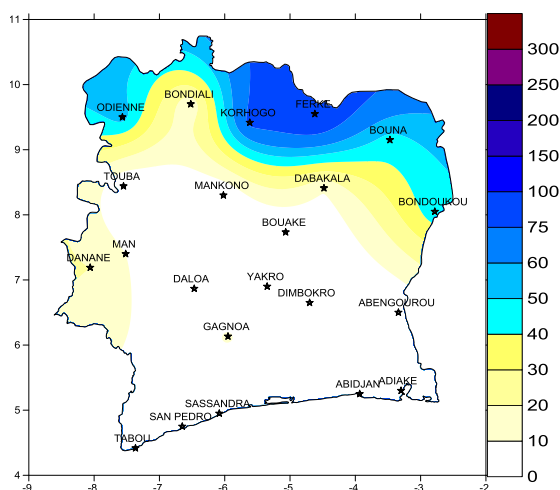 11
300
10
BONDIALI
250
ODIENNE
FERKE
KORHOGO
200
BOUNA
9
150
TOUBA
MANKONO
DABAKALA
100
8
BONDOUKOU
BOUAKE
75
MAN
7
DANANE
50
DALOA
YAKRO
DIMBOKRO
40
ABENGOUROU
6
GAGNOA
30
ABIDJAN
ADIAKE
20
5
SASSANDRA
SAN PEDRO
10
TABOU
4
0
-9 -8 -7 -6 -5 -4 -3 -2